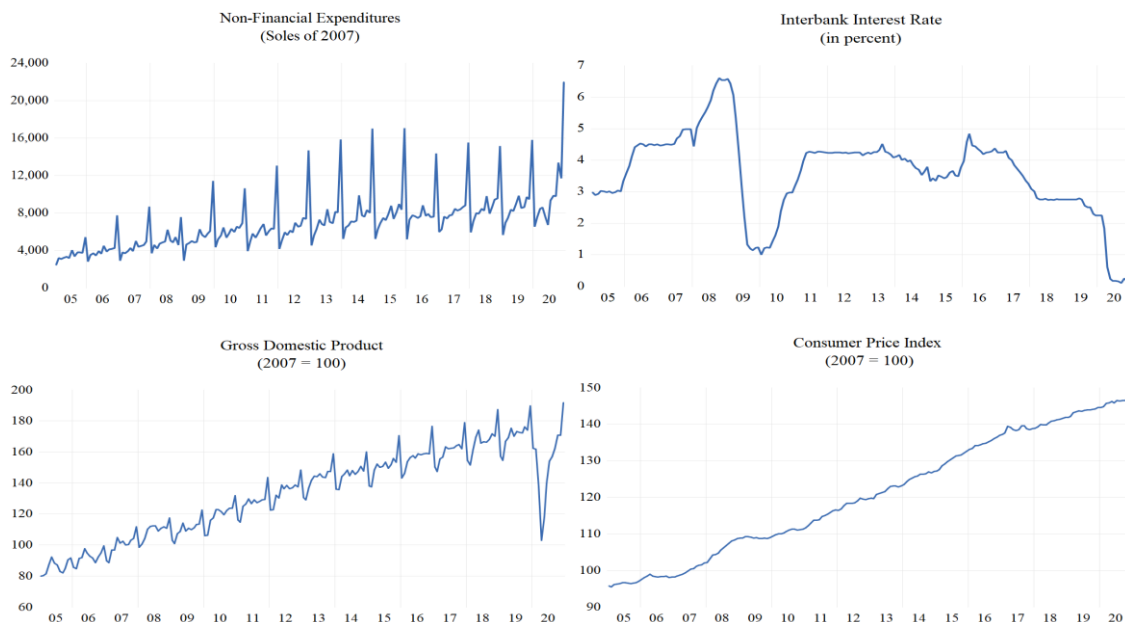 Non-Financial Expenditures
(Soles of 2007)
24,000
20,000
16,000
12,000
8,000
4,000
0
05 06 07 08 09 10 11 12 13 14 15 16 17 18 19 20
Interbank Interest Rate
(in percent)
7
6
5
4
3
2
1
0
05 06 07 08 09 10 11 12 13 14 15 16 17 18 19 20
Gross Domestic Product
(2007 = 100)
200
180
160
140
120
100
80
60
05 06 07 08 09 10 11 12 13 14 15 16 17 18 19 20
Consumer Price Index
(2007 = 100)
150
140
130
120
110
100
90
05 06 07 08 09 10 11 12 13 14 15 16 17 18 19 20